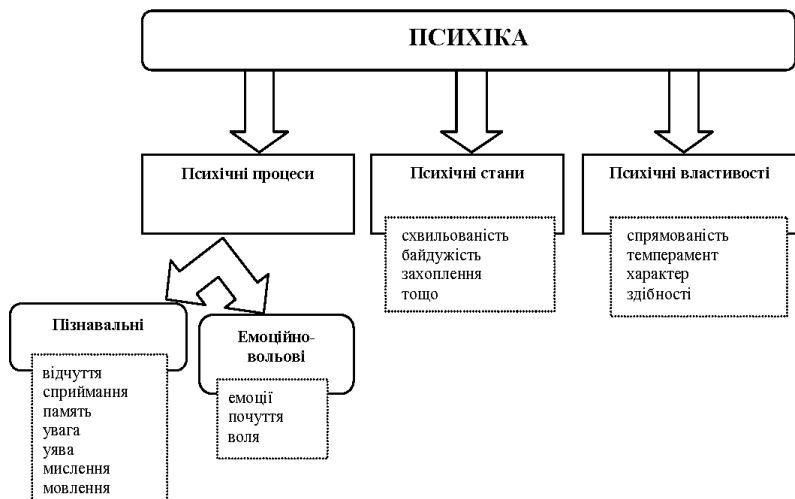 ПСИХІКА
Психічні процеси
Психічні стани
схвильованість
байдужість
захоплення
тощо
Психічні властивості
спрямованість
темперамент
характер
здібності
Пізнавальні
відчуття
сприймання
память
увага
уява
мислення
мовлення
Емоційно-
вольові
емоції
почуття
воля